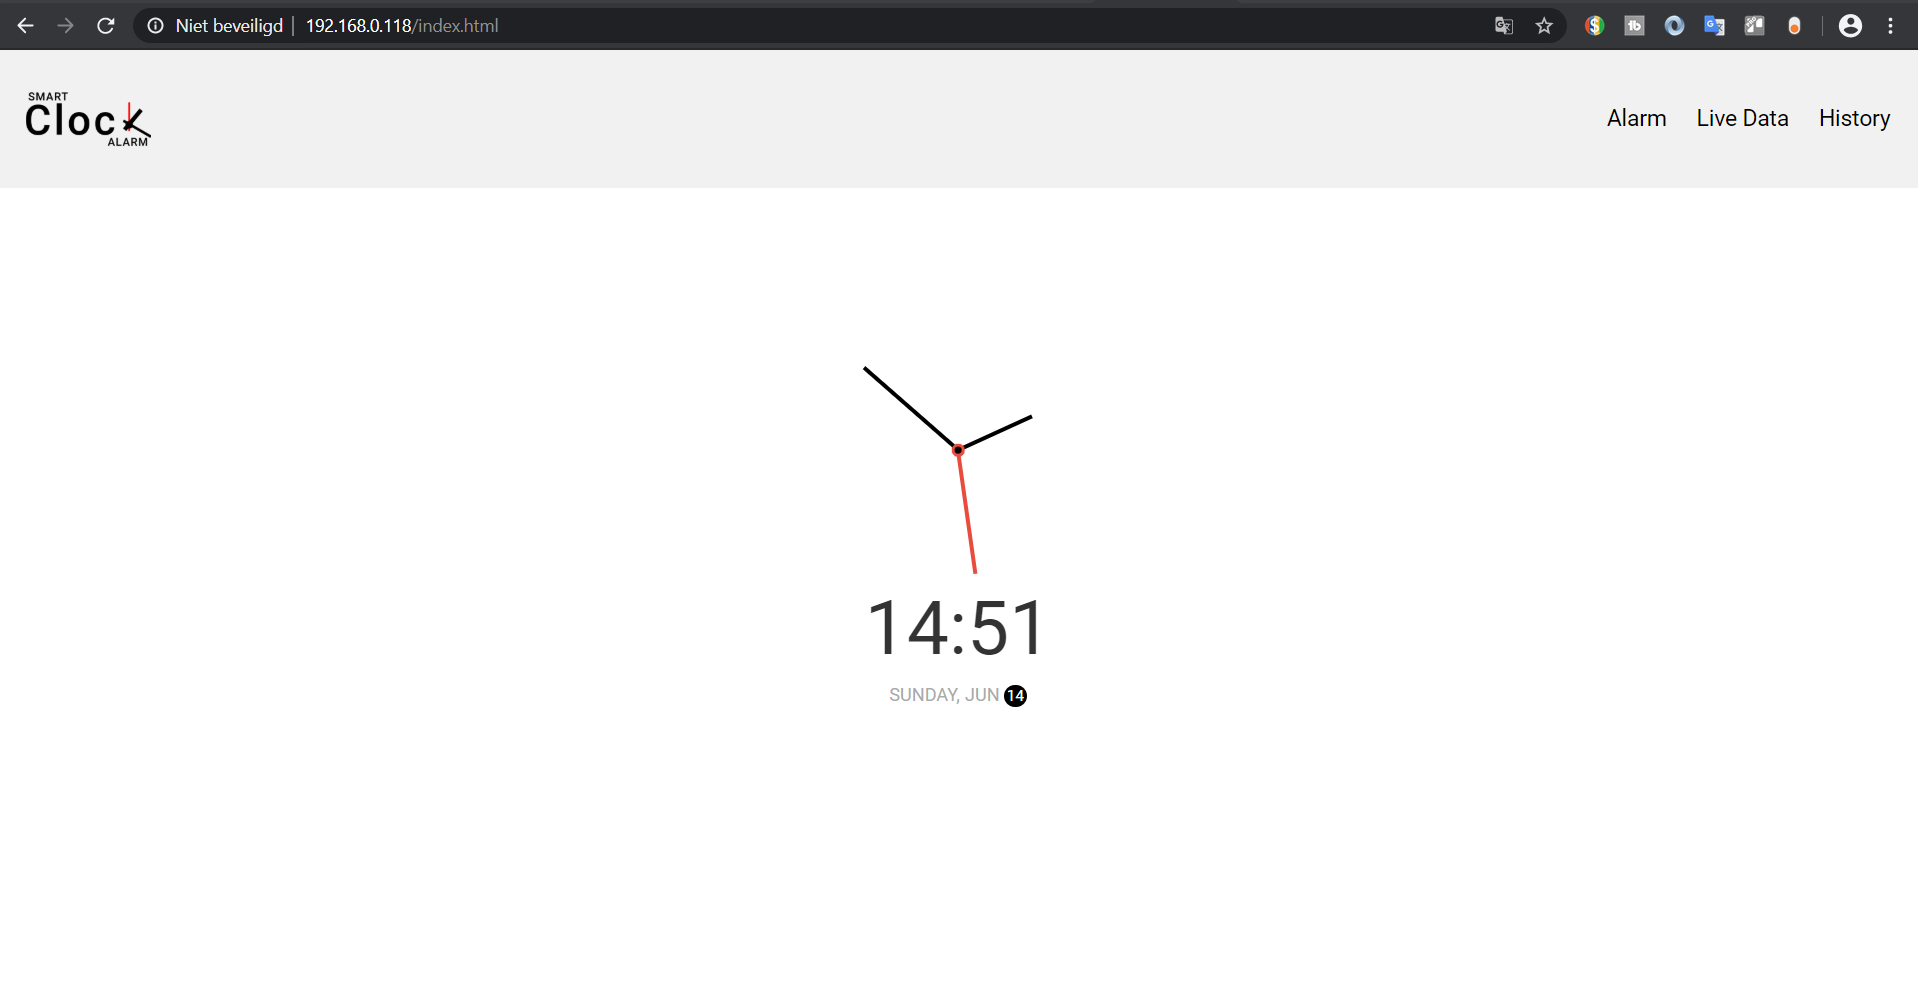 Niet beveiligd | 192.168.0.118/index.html
SMART
Clock
ALARM
Alarm Live Data History
14:51
SUNDAY, JUN 14